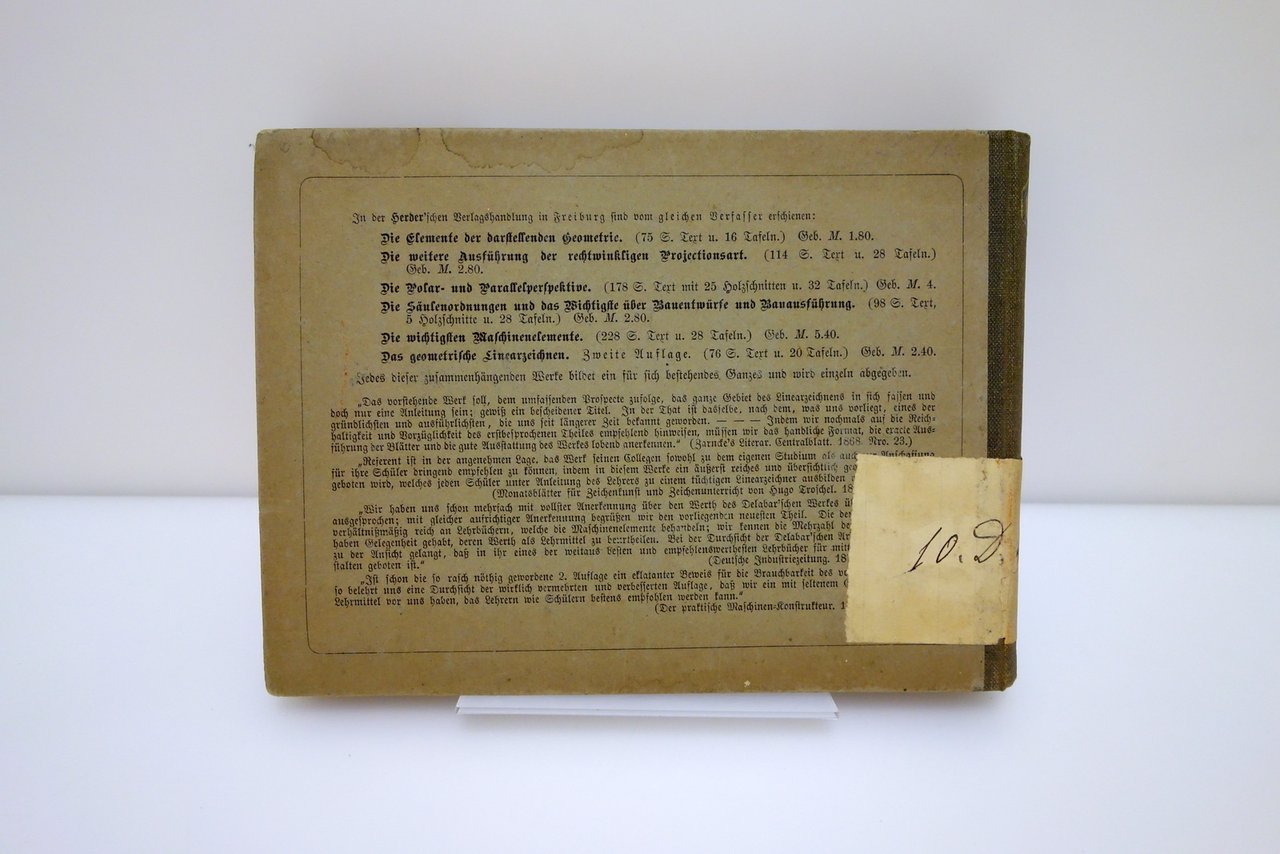 In der Herder'schen Verlagshandlung in Freiburg sind vom gleichen Verfasser erschienen:
Die Elemente der darstellenden Geometrie. (75 S. Text u. 16 Tafeln.) Geb. M. 1.80.
Die weitere Ausführung der rechtwinkligen Projectionsart. (114 S. Text u. 28 Tafeln.)
Geb. M. 2.80.
Die Polar- und Parallelperspektive. (178 S. Text mit 25 Holzschnitten u. 32 Tafeln.) Geb. M. 4.
Die Säulenordnungen und das Wichtigste über Bauentwürfe und Bauausführung. (98 S. Text,
5 Holzschnitte u. 28 Tafeln.) Geb. M. 2.80.
Die wichtigsten Maschinenelemente. (228 S. Text u. 28 Tafeln.) Geb. M. 5.40.
Das geometrische Linearzeichnen. Zweite Auflage. (76 S. Text u. 20 Tafeln.) Geb. M. 2.40.
Jedes dieser zusammenhängenden Werke bildet ein für sich bestehendes Ganzes und wird einzeln abgegeben.
„Das vorstehende Werk soll, dem umfassenden Prospecte zufolge, das ganze Gebiet des Linearzeichnens in sich fassen und
doch nur eine Anleitung sein; gewiß ein bescheidener Titel. In der That ist dasselbe, nach dem, was uns vorliegt, eines der
gründlichsten und ausführlichsten, die uns seit längerer Zeit bekannt geworden. — — — Indem wir nochmals auf die Reich-
haltigkeit und Vorzüglichkeit des erstbesprochenen Theiles empfehlend hinweisen, müssen wir das handliche Format, die exacte Aus-
führung der Blätter und die gute Ausstattung des Werkes lobend anerkennen.“ (Zarncke's Literar. Centralblatt. 1868. Nro. 23.)
„Referent ist in der angenehmen Lage, das Werk seinen Collegen sowohl zu dem eigenen Studium als auch zur Anschaffung
für ihre Schüler dringend empfehlen zu können, indem in diesem Werke ein äußerst reiches und übersichtlich
geboten wird, welches jeden Schüler unter Anleitung des Lehrers zu einem tüchtigen Linearzeichner ausbilden
(Monatsblätter für Zeichenkunst und Zeichenunterricht von Hugo Troschel. 18
„Wir haben uns schon mehrfach mit vollster Anerkennung über den Werth des Delabar'schen Werkes
ausgesprochen; mit gleicher aufrichtiger Anerkennung begrüßen wir den vorliegenden neuesten Theil. Die
verhältnißmäßig reich an Lehrbüchern, welche die Maschinenelemente behandeln; wir kennen die Mehrzahl
haben Gelegenheit gehabt, deren Werth als Lehrmittel zu beurtheilen. Bei der Durchsicht der Delabar'schen
zu der Ansicht gelangt, daß in ihr eines der weitaus besten und empfehlenswerthesten Lehrbücher für
stalten geboten ist.“ (Deutsche Industriezeitung. 18
„Ist schon die so rasch nöthig gewordene 2. Auflage ein eklatanter Beweis für die Brauchbarkeit des
so belehrt uns eine Durchsicht der wirklich vermehrten und verbesserten Auflage, daß wir ein mit seltenem
Lehrmittel vor uns haben, das Lehrern wie Schülern bestens empfohlen werden kann.“
(Der praktische Maschinen-Konstrukteur.
10. D.